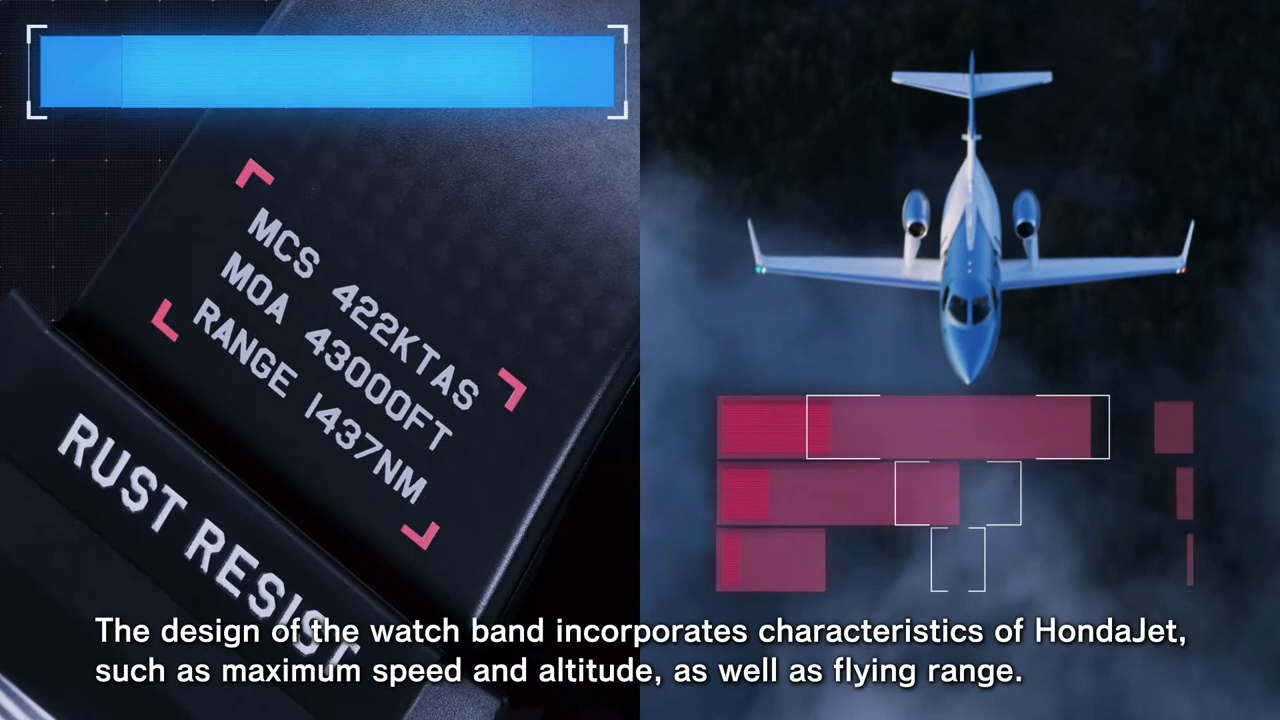 MCS 422KTAS
MOA 43000FT
RANGE 1437NM
RUST RESIST
The design of the watch band incorporates characteristics of HondaJet,
such as maximum speed and altitude, as well as flying range.